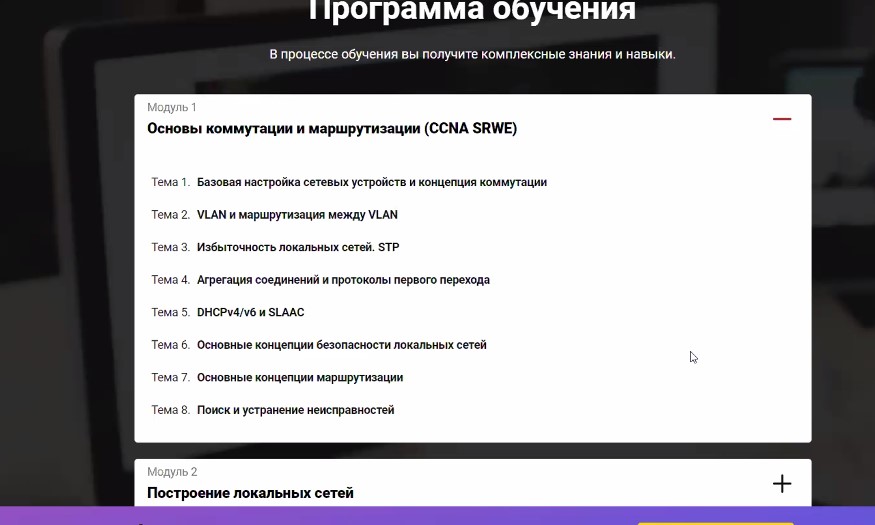 Программа обучения
В процессе обучения вы получите комплексные знания и навыки.
Модуль 1
Основы коммутации и маршрутизации (CCNA SRWE)
Тема 1. Базовая настройка сетевых устройств и концепция коммутации
Тема 2. VLAN и маршрутизация между VLAN
Тема 3. Избыточность локальных сетей. STP
Тема 4. Агрегация соединений и протоколы первого перехода
Тема 5. DHCPv4/v6 и SLAAC
Тема 6. Основные концепции безопасности локальных сетей
Тема 7. Основные концепции маршрутизации
Тема 8. Поиск и устранение неисправностей
Модуль 2
Построение локальных сетей